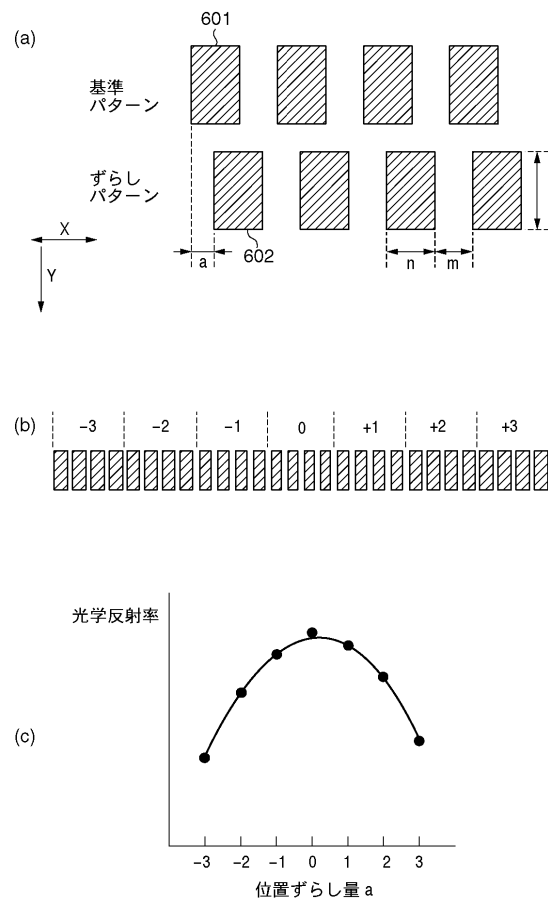 (a)
601
基準
パターン
ずらし
パターン
X
Y
a
602
n
m
(b)
-3
-2
-1
0
+1
+2
+3
(c)
光学反射率
-3
-2
-1
0
1
2
3
位置ずらし量 a